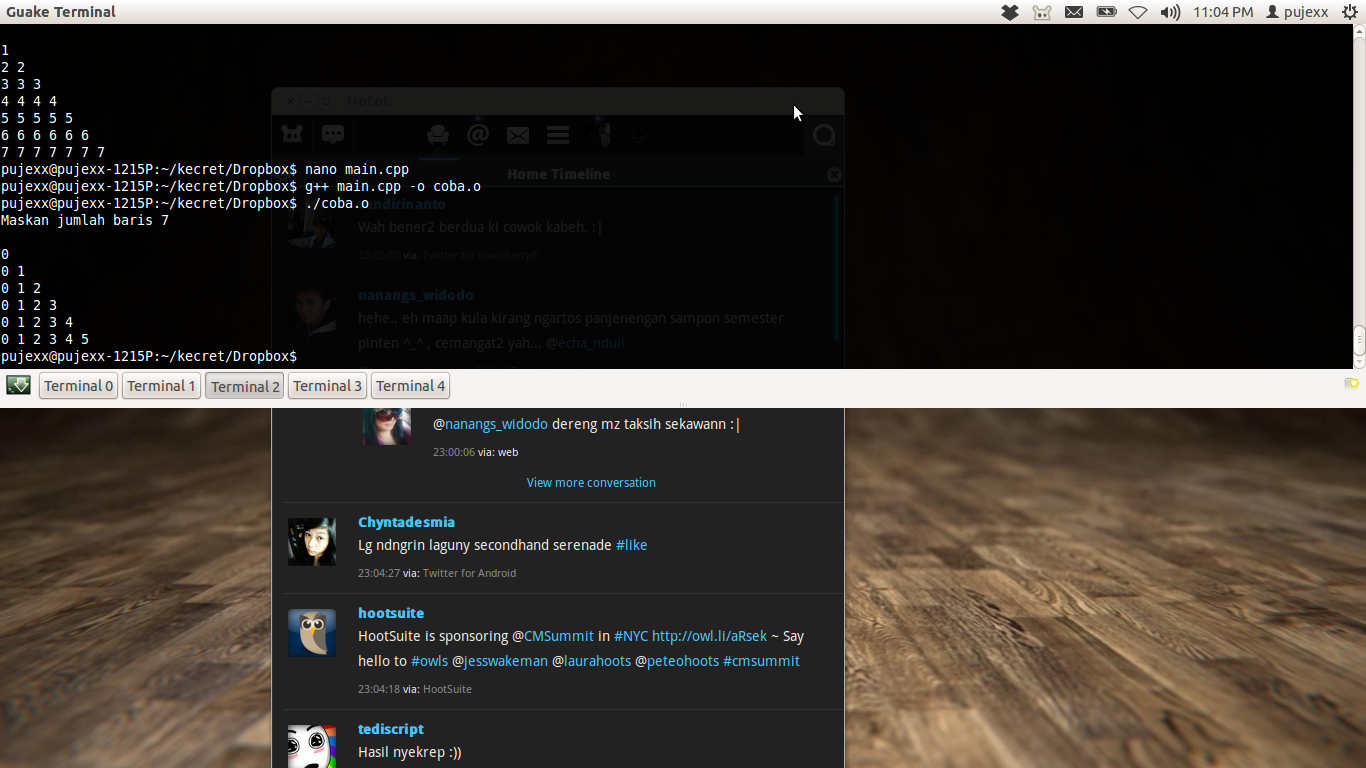 Guake Terminal
11:04 PM pujexx
1
2 2
3 3 3
4 4 4 4
5 5 5 5 5
6 6 6 6 6 6
7 7 7 7 7 7 7
pujexx@pujexx-1215P:~/kecret/Dropbox$ nano main.cpp
pujexx@pujexx-1215P:~/kecret/Dropbox$ g++ main.cpp -o coba.o
pujexx@pujexx-1215P:~/kecret/Dropbox$ ./coba.o
Maskan jumlah baris 7
0
0 1
0 1 2
0 1 2 3
0 1 2 3 4
0 1 2 3 4 5
pujexx@pujexx-1215P:~/kecret/Dropbox$
Hotot
Home Timeline
Wah bener2 berdua ki cowok kabeh. :|
23:05:00 via: Twitter for BlackBerry®
nanangs_widodo
hehe.. eh maap kula kirang ngartos panjenengan sampon semester
pinten ^_^ , cemangat2 yah... @echa_ndull
Terminal 0 Terminal 1 Terminal 2 Terminal 3 Terminal 4
@nanangs_widodo dereng mz taksih sekawann :|
23:00:06 via: web
View more conversation
Chyntadesmia
Lg ndngrin laguny secondhand serenade #like
23:04:27 via: Twitter for Android
hootsuite
HootSuite is sponsoring @CMSummit in #NYC http://owl.li/aRsek ~ Say
hello to #owls @jesswakeman @laurahoots @peteohoots #cmsummit
23:04:18 via: HootSuite
tediscript
Hasil nyekrep :))